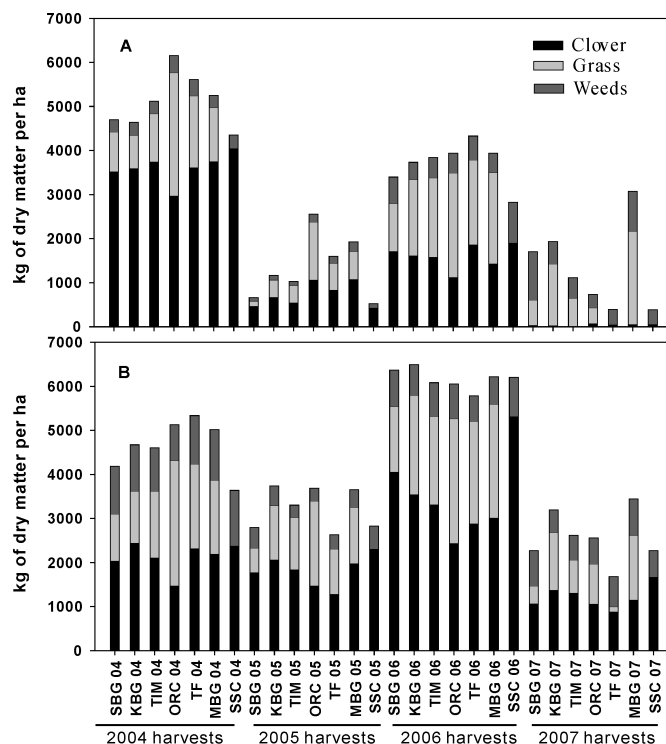 A
Clover
Grass
Weeds
kg of dry matter per ha
7000
6000
5000
4000
3000
2000
1000
0
B
kg of dry matter per ha
7000
6000
5000
4000
3000
2000
1000
0
SBG 04
KBG 04
TIM 04
ORC 04
TF 04
MBG 04
SSC 04
SBG 05
KBG 05
TIM 05
ORC 05
TF 05
MBG 05
SSC 05
SBG 06
KBG 06
TIM 06
ORC 06
TF 06
MBG 06
SSC 06
SBG 07
KBG 07
TIM 07
ORC 07
TF 07
MBG 07
SSC 07
2004 harvests 2005 harvests 2006 harvests 2007 harvests